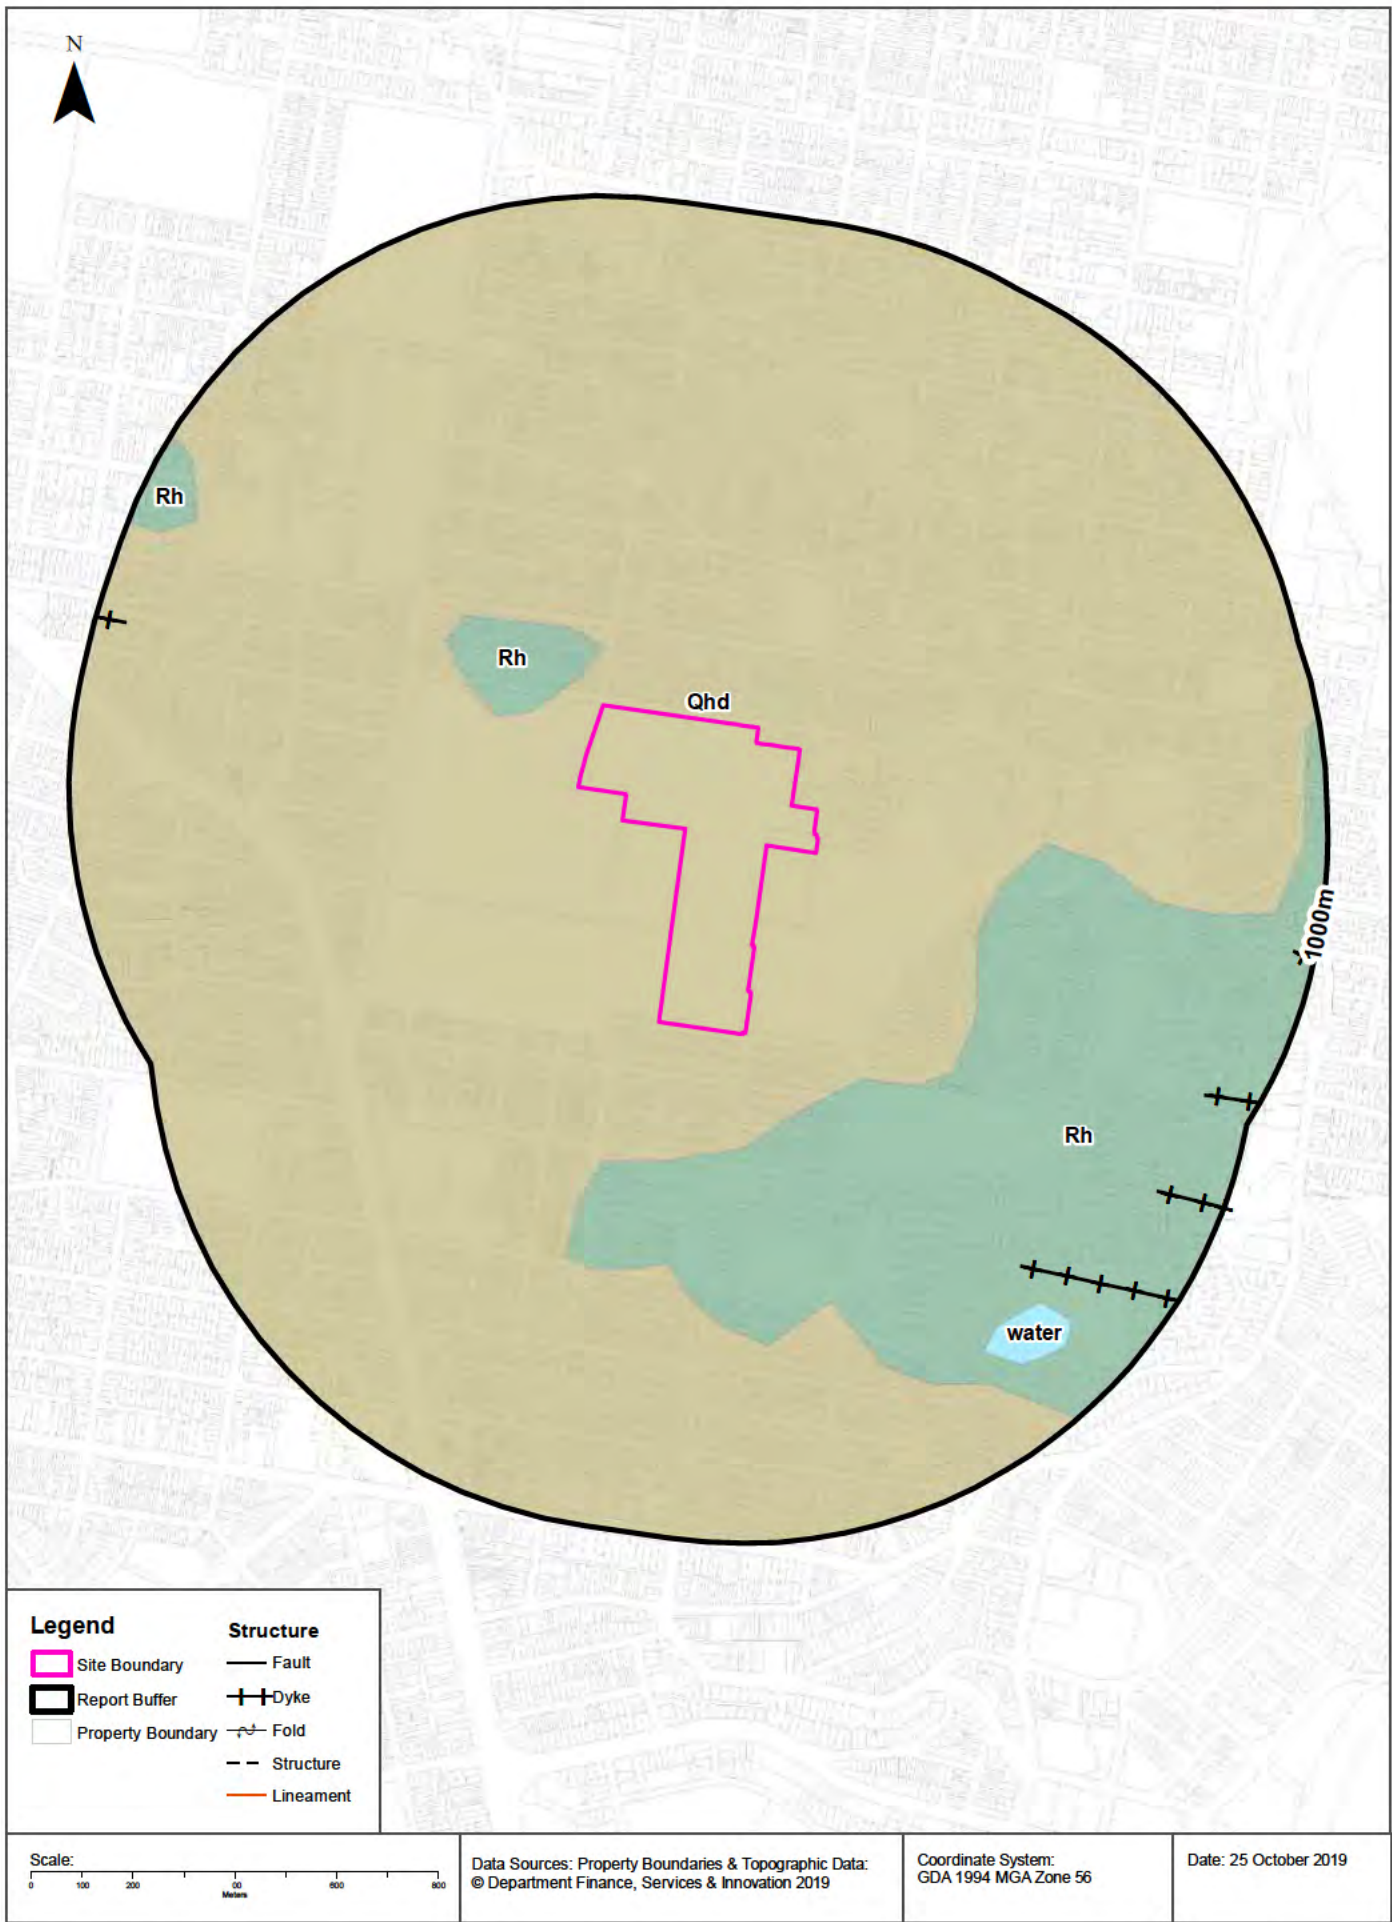 N
Rh
Rh
Qhd
1000m
Rh
water
Legend
Site Boundary
Report Buffer
Property Boundary
Structure
Fault
Dyke
Fold
Structure
Lineament
Scale:
0 100 200 00 600 800
Meters
Data Sources: Property Boundaries & Topographic Data:
© Department Finance, Services & Innovation 2019
Coordinate System:
GDA 1994 MGA Zone 56
Date: 25 October 2019